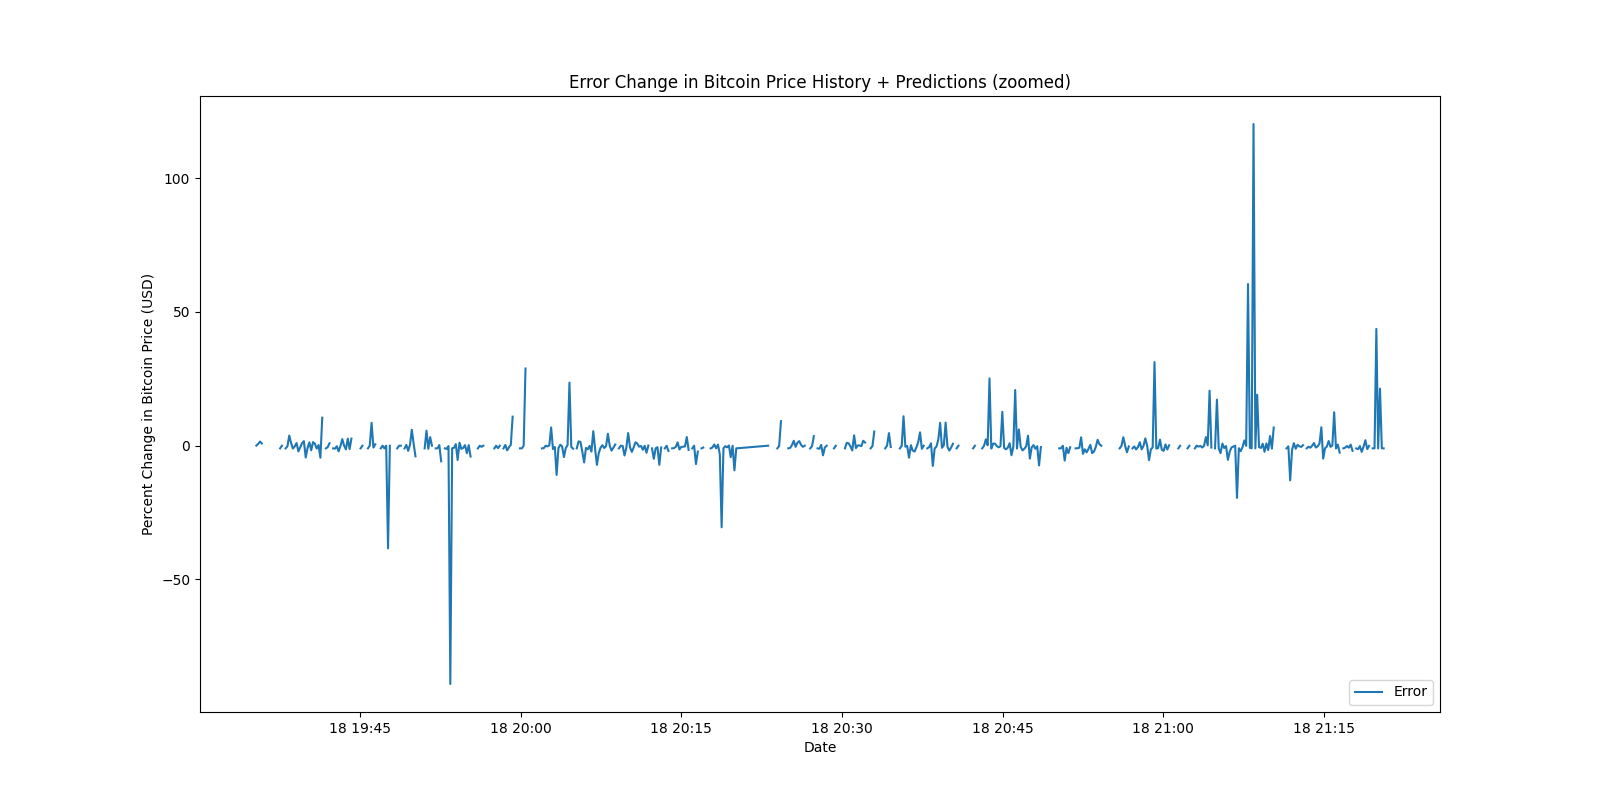 Error Change in Bitcoin Price History + Predictions (zoomed)
Percent Change in Bitcoin Price (USD)
100
50
0
−50
Error
18 19:45
18 20:00
18 20:15
18 20:30
18 20:45
18 21:00
18 21:15
Date